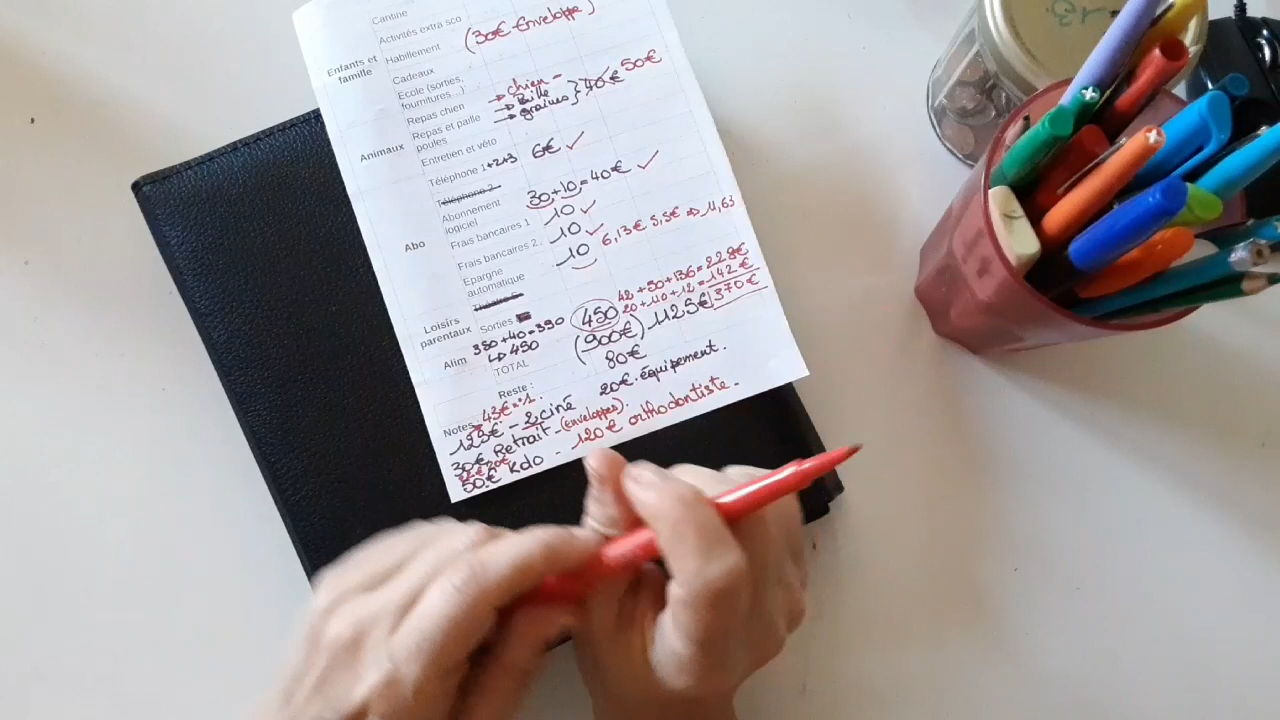 Cantine
Activités extra sco
Enfants et famille
Habillement (30€ Enveloppe)
Cadeaux
Ecole (sorties, fournitures...)
Repas chien → chien -
Animaux
Repas et paille poules → Paille → graines } 40€ 50€
Entretien et véto
Téléphone 1+2+3 6€ ✓
Téléphone 2
Abo
Abonnement logiciel 30+10=40€ ✓
Frais bancaires 1 10 ✓
Frais bancaires 2 10 ✓ 6,13€ 5,5€ ⇒ 11,63
Epargne automatique 10
Loisirs parentaux
Sorties
42 +50+136=228€
20+110+12=142€
370€
Alim 350+40=390 450
↳ 450 (900€) 1125€
TOTAL 80€
Reste : 20€ équipement.
Notes 43€ n°1.
123€ - 2 ciné
30€ Retrait - (enveloppes).
50€ Kdo - 120€ orthodontiste.